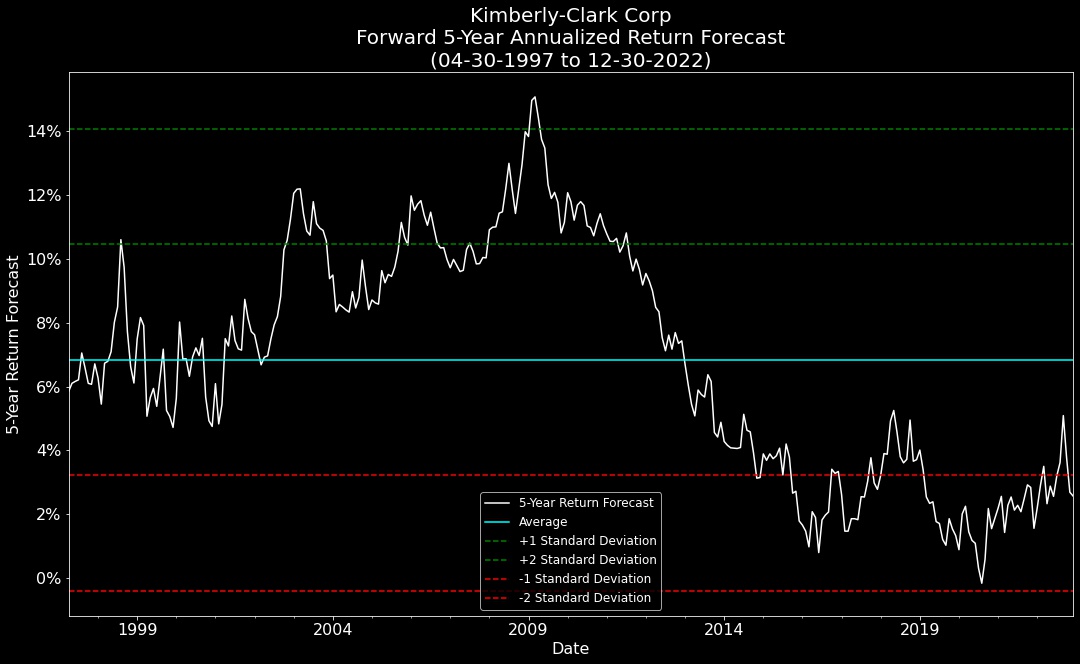 Kimberly-Clark Corp
Forward 5-Year Annualized Return Forecast
(04-30-1997 to 12-30-2022)
14%
12%
10%
8%
6%
4%
2%
0%
5-Year Return Forecast
5-Year Return Forecast
Average
+1 Standard Deviation
+2 Standard Deviation
-1 Standard Deviation
-2 Standard Deviation
1999
2004
2009
2014
2019
Date